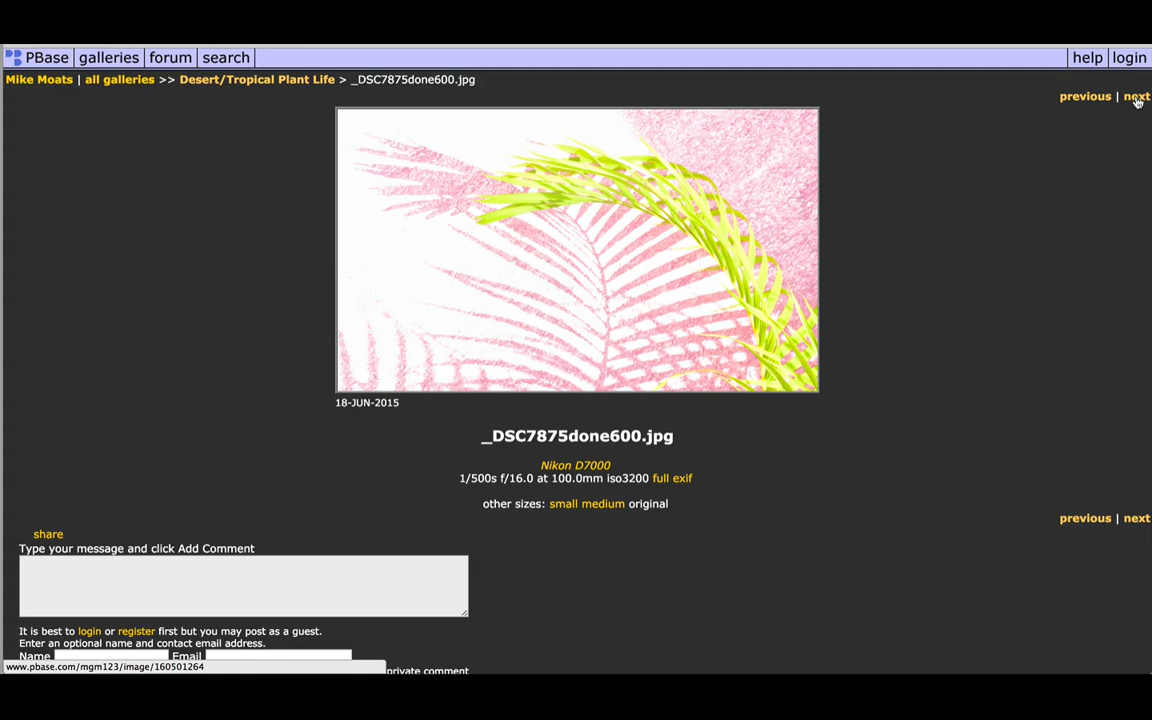 PBase galleries forum search help login
Mike Moats | all galleries >> Desert/Tropical Plant Life > _DSC7875done600.jpg
previous | next
18-JUN-2015
_DSC7875done600.jpg
Nikon D7000
1/500s f/16.0 at 100.0mm iso3200 full exif
other sizes: small medium original
previous | next
share
Type your message and click Add Comment
It is best to login or register first but you may post as a guest.
Enter an optional name and contact email address.
Name Email
www.pbase.com/mgm123/image/160501264 private comment